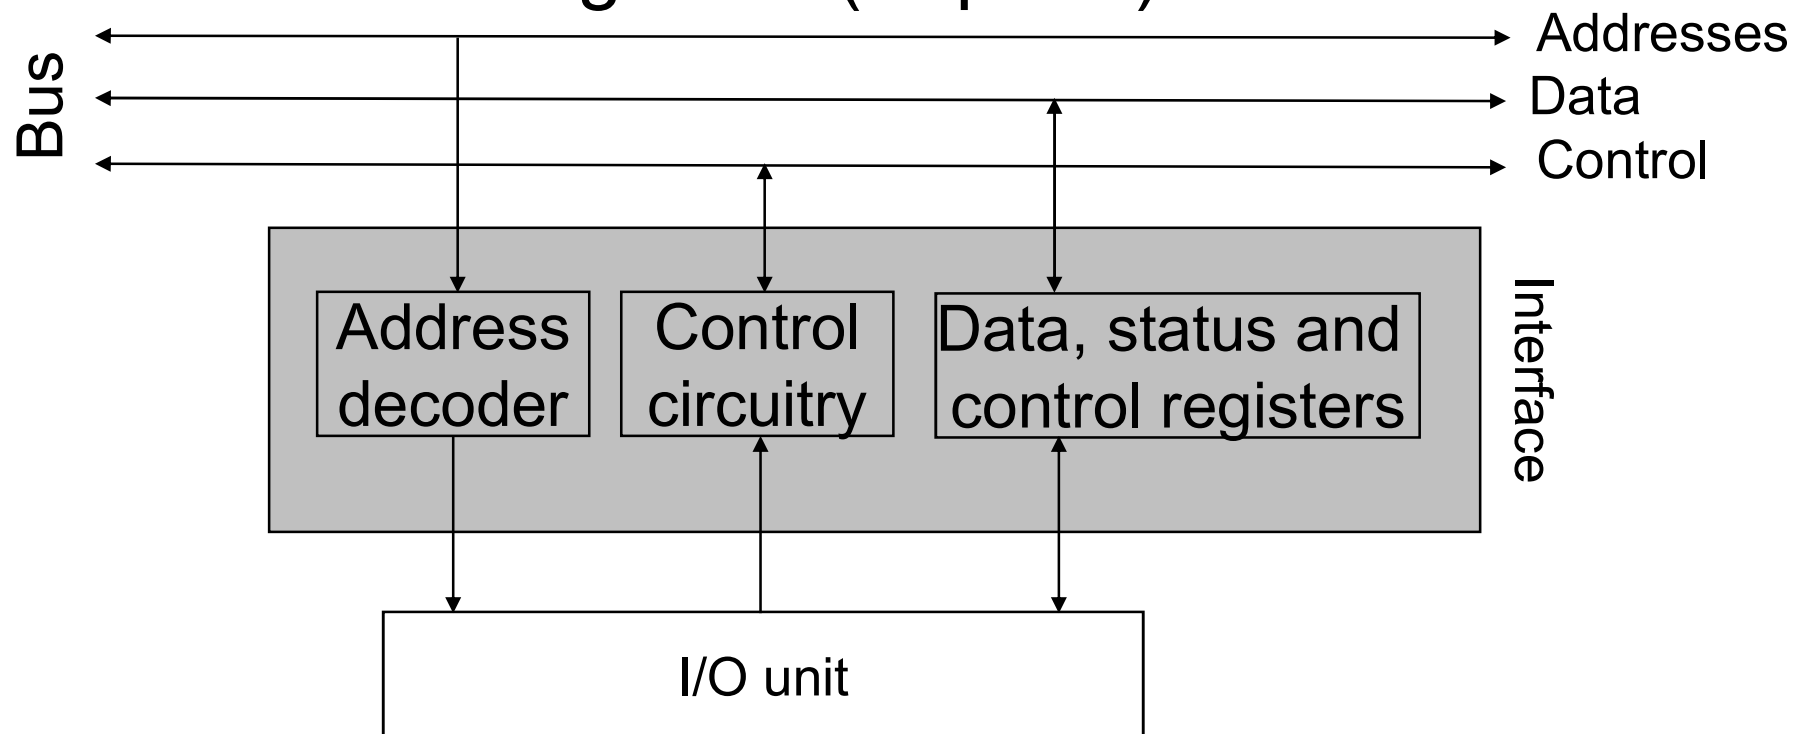 Addresses
Bus
Data
Control
Address
decoder
Control
circuitry
Data, status and
control registers
Interface
I/O unit